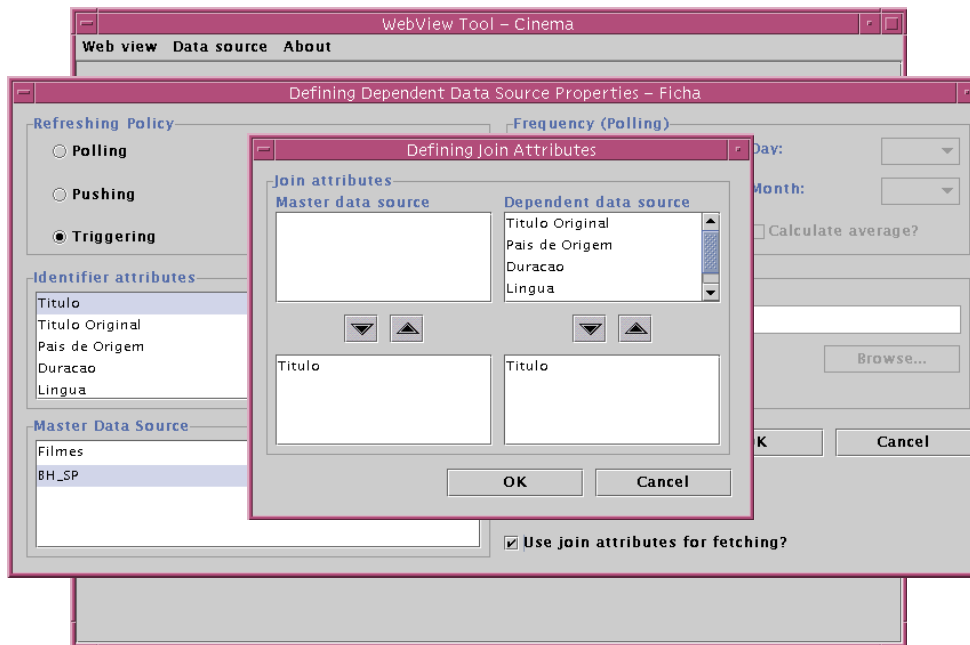 WebView Tool – Cinema
Web view Data source About
Defining Dependent Data Source Properties – Ficha
Refreshing Policy
Polling
Pushing
Triggering
Frequency (Polling)
Day:
Month:
Calculate average?
Identifier attributes
Titulo
Titulo Original
Pais de Origem
Duracao
Lingua
Browse...
Master Data Source
Filmes
BH_SP
Cancel
Use join attributes for fetching?
Defining Join Attributes
Join attributes
Master data source
Dependent data source
Titulo Original
Pais de Origem
Duracao
Lingua
Titulo
Titulo
OK
Cancel